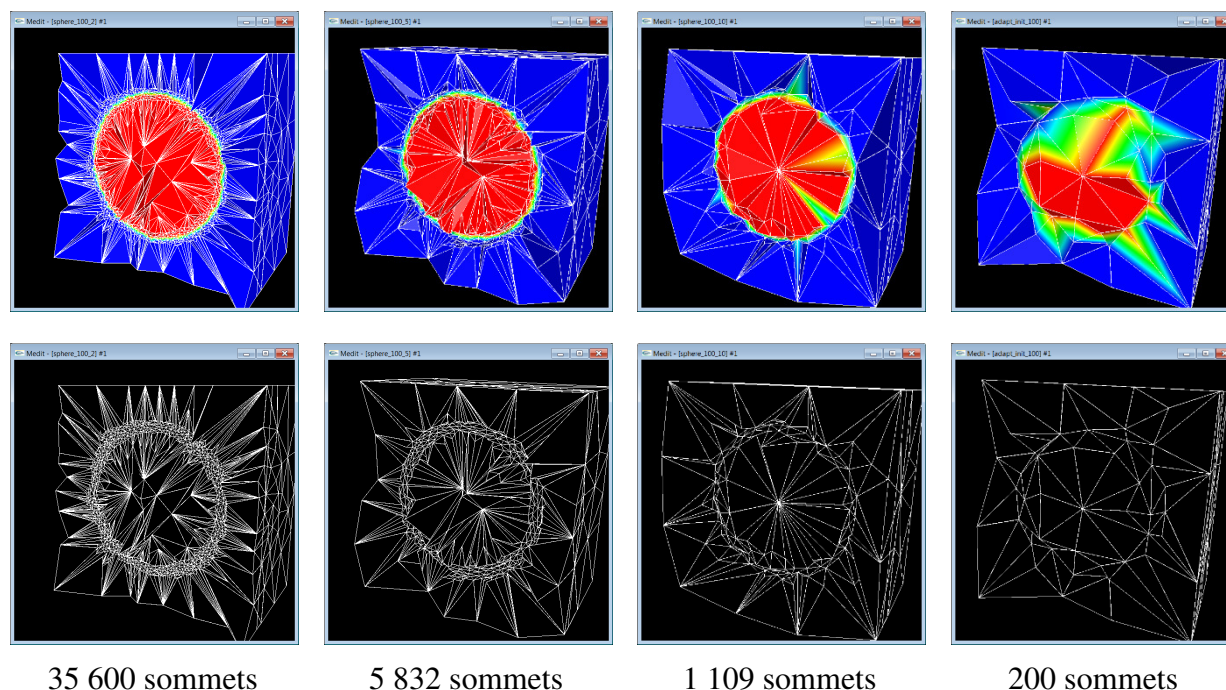 Medit - [sphere_100_2] #1
Medit - [sphere_100_5] #1
Medit - [sphere_100_10] #1
Medit - [adapt_init_100] #1
Medit - [sphere_100_2] #1
Medit - [sphere_100_5] #1
Medit - [sphere_100_10] #1
Medit - [adapt_init_100] #1
35 600 sommets
5 832 sommets
1 109 sommets
200 sommets